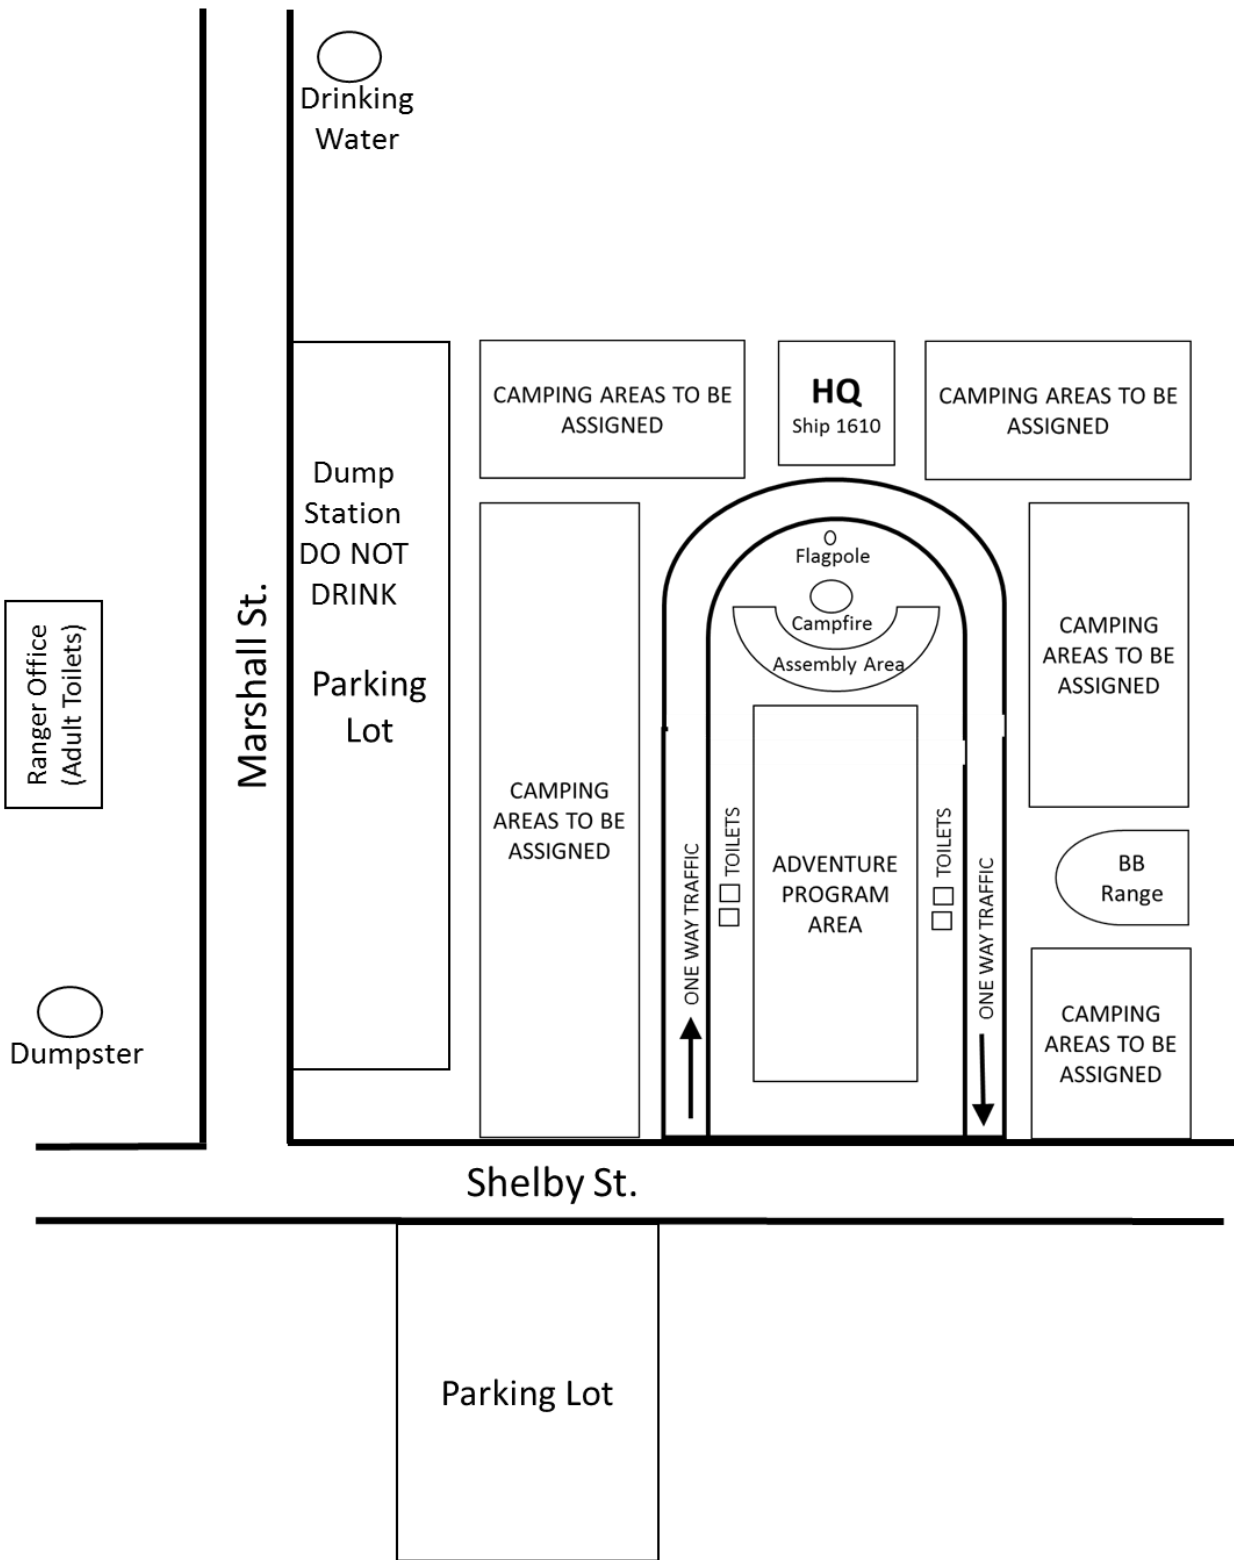 Drinking
Water
CAMPING AREAS TO BE
ASSIGNED
HQ
Ship 1610
CAMPING AREAS TO BE
ASSIGNED
Dump
Station
DO NOT
DRINK
Parking
Lot
Marshall St.
Ranger Office
(Adult Toilets)
O
Flagpole
Campfire
Assembly Area
CAMPING
AREAS TO BE
ASSIGNED
CAMPING
AREAS TO BE
ASSIGNED
TOILETS
TOILETS
ONE WAY TRAFFIC
ONE WAY TRAFFIC
ADVENTURE
PROGRAM
AREA
BB
Range
CAMPING
AREAS TO BE
ASSIGNED
Dumpster
Shelby St.
Parking Lot